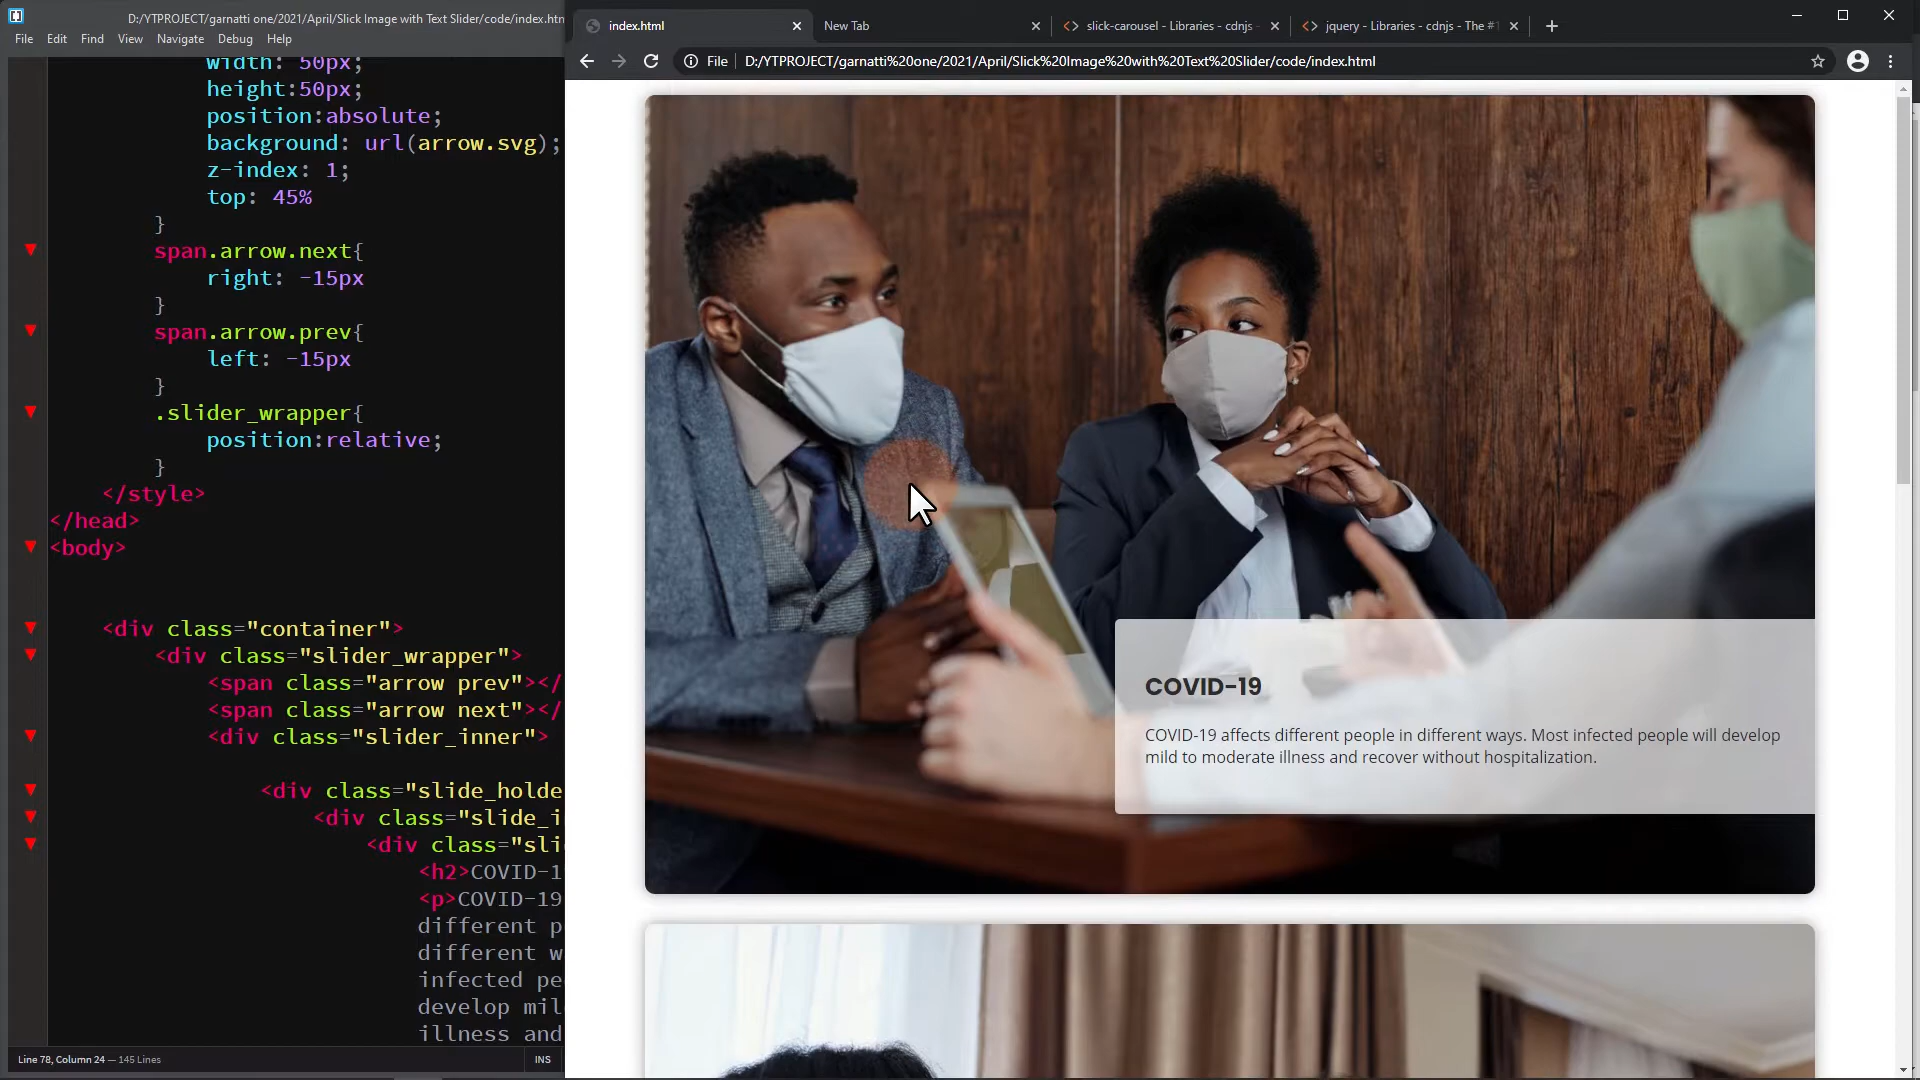 D:/YTPROJECT/garnatti one/2021/April/Slick Image with Text Slider/code/index.htm
File Edit Find View Navigate Debug Help
width: 50px;
height:50px;
position:absolute;
background: url(arrow.svg);
z-index: 1;
top: 45%
}
span.arrow.next{
right: -15px
}
span.arrow.prev{
left: -15px
}
.slider_wrapper{
position:relative;
}
</style>
</head>
<body>
<div class="container">
<div class="slider_wrapper">
<span class="arrow prev"></
<span class="arrow next"></
<div class="slider_inner">
<div class="slide_holde
<div class="slide_i
<div class="sli
<h2>COVID-1
<p>COVID-19
different p
different w
infected pe
develop mil
illness and
Line 78, Column 24 — 145 Lines
INS
index.html
New Tab
slick-carousel - Libraries - cdnjs
jquery - Libraries - cdnjs - The #1
File D:/YTPROJECT/garnatti%20one/2021/April/Slick%20Image%20with%20Text%20Slider/code/index.html
COVID-19
COVID-19 affects different people in different ways. Most infected people will develop
mild to moderate illness and recover without hospitalization.